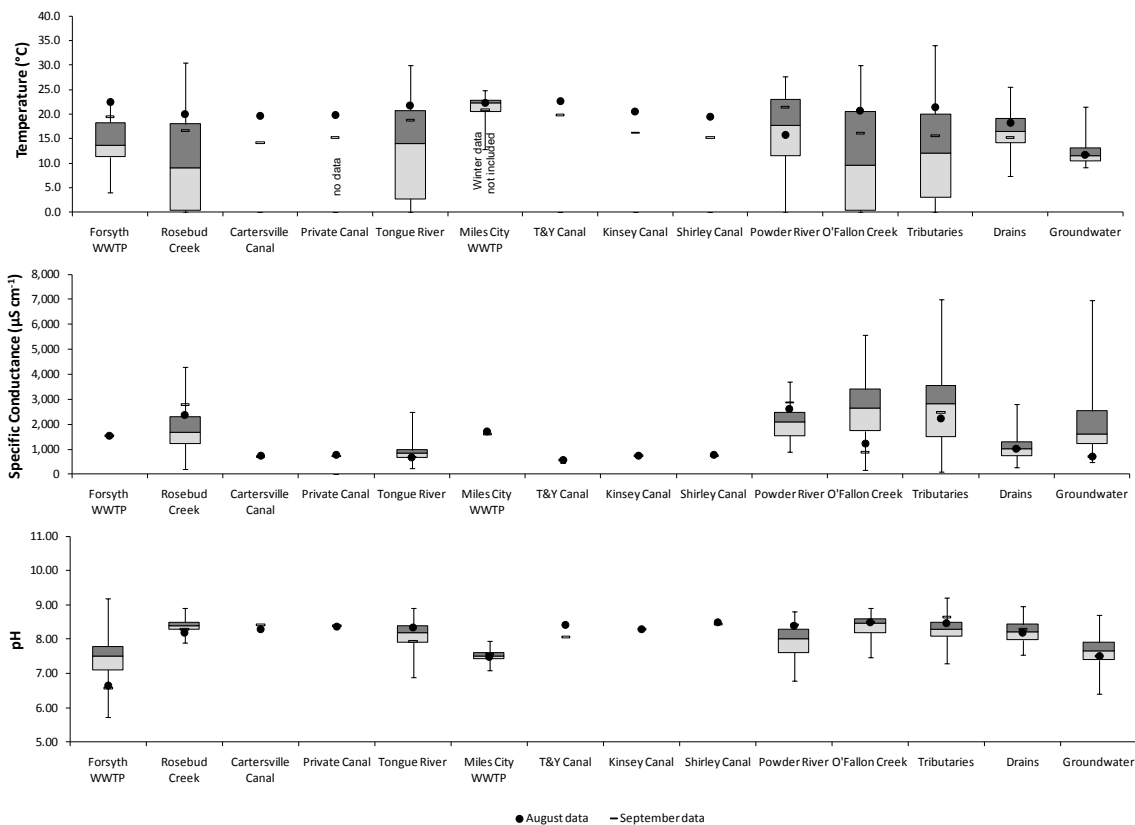 Temperature (°C)
40.0
35.0
30.0
25.0
20.0
15.0
10.0
5.0
0.0
no data
Winter data
not included
Forsyth WWTP
Rosebud Creek
Cartersville Canal
Private Canal
Tongue River
Miles City WWTP
T&Y Canal
Kinsey Canal
Shirley Canal
Powder River
O'Fallon Creek
Tributaries
Drains
Groundwater
Specific Conductance (µS cm⁻¹)
8,000
7,000
6,000
5,000
4,000
3,000
2,000
1,000
0
Forsyth WWTP
Rosebud Creek
Cartersville Canal
Private Canal
Tongue River
Miles City WWTP
T&Y Canal
Kinsey Canal
Shirley Canal
Powder River
O'Fallon Creek
Tributaries
Drains
Groundwater
pH
11.00
10.00
9.00
8.00
7.00
6.00
5.00
Forsyth WWTP
Rosebud Creek
Cartersville Canal
Private Canal
Tongue River
Miles City WWTP
T&Y Canal
Kinsey Canal
Shirley Canal
Powder River
O'Fallon Creek
Tributaries
Drains
Groundwater
August data
September data